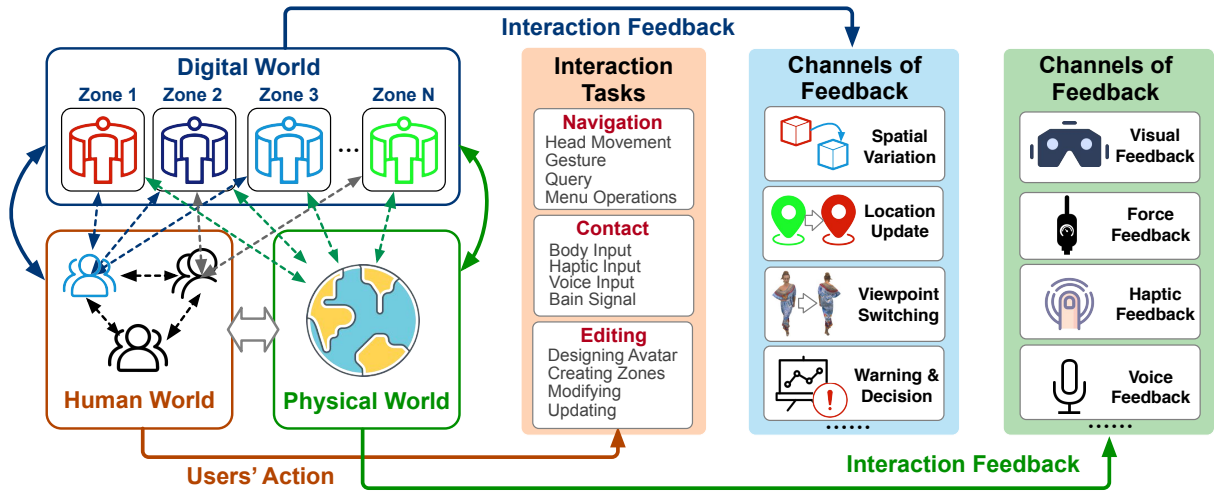 Interaction Feedback
Digital World
Zone 1
Zone 2
Zone 3
Zone N
...
Human World
Physical World
Users' Action
Interaction
Tasks
Navigation
Head Movement
Gesture
Query
Menu Operations
Contact
Body Input
Haptic Input
Voice Input
Bain Signal
Editing
Designing Avatar
Creating Zones
Modifying
Updating
Channels of
Feedback
Spatial
Variation
Location
Update
Viewpoint
Switching
Warning &
Decision
......
Channels of
Feedback
Visual
Feedback
Force
Feedback
Haptic
Feedback
Voice
Feedback
......
Interaction Feedback